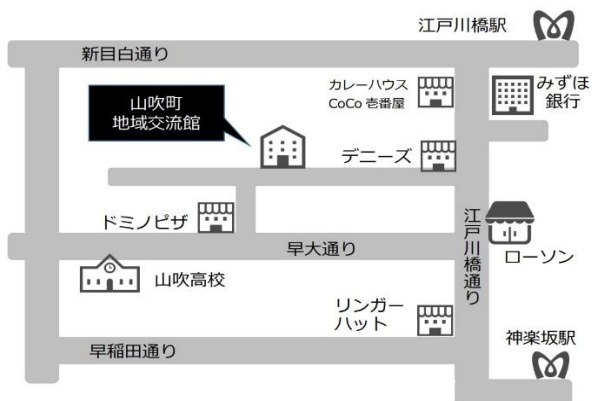 江戸川橋駅
新目白通り
カレーハウス
CoCo 壱番屋
みずほ
銀行
山吹町
地域交流館
デニーズ
ドミノピザ
江戸川橋通り
早大通り
ローソン
山吹高校
リンガー
ハット
神楽坂駅
早稲田通り